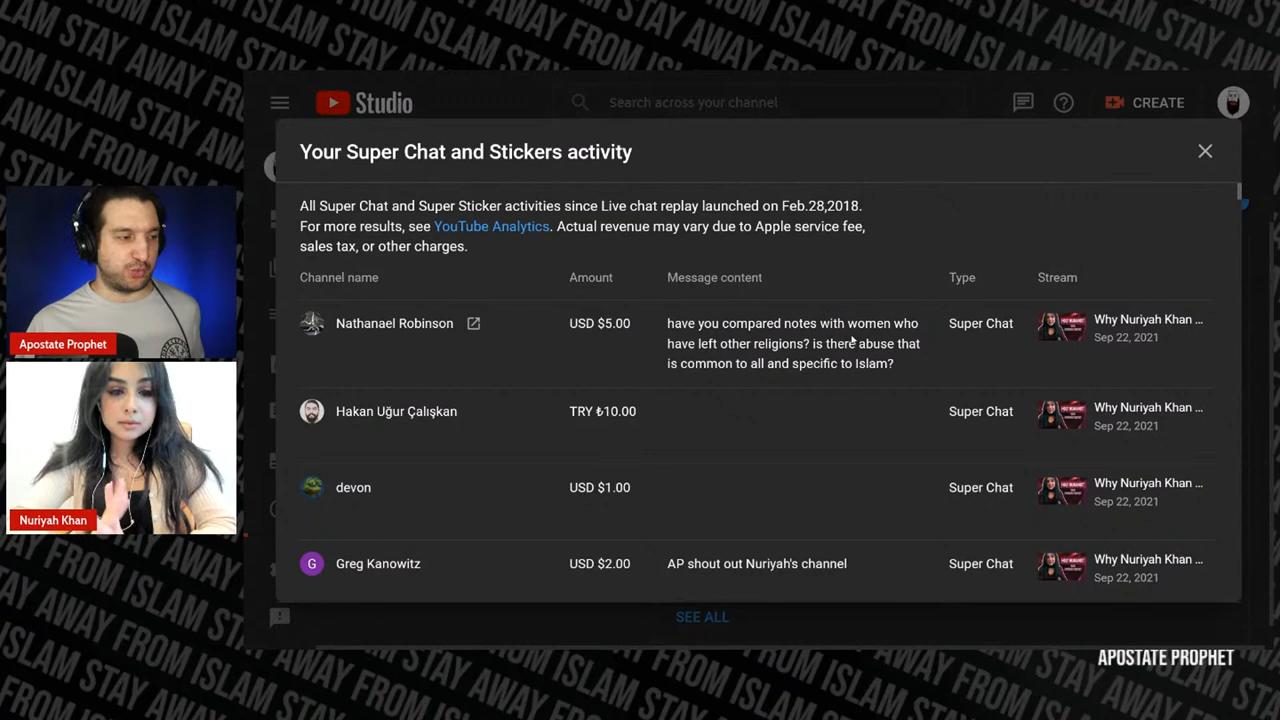 STAY AWAY FROM ISLAM
Studio
Search across your channel
CREATE
Your Super Chat and Stickers activity
All Super Chat and Super Sticker activities since Live chat replay launched on Feb.28,2018.
For more results, see YouTube Analytics. Actual revenue may vary due to Apple service fee,
sales tax, or other charges.
Channel name Amount Message content Type Stream
Nathanael Robinson USD $5.00 have you compared notes with women who Super Chat Why Nuriyah Khan ...
have left other religions? is there abuse that Sep 22, 2021
is common to all and specific to Islam?
Hakan Uğur Çalışkan TRY ₺10.00 Super Chat Why Nuriyah Khan ...
Sep 22, 2021
devon USD $1.00 Super Chat Why Nuriyah Khan ...
Sep 22, 2021
G Greg Kanowitz USD $2.00 AP shout out Nuriyah's channel Super Chat Why Nuriyah Khan ...
Sep 22, 2021
SEE ALL
Apostate Prophet
Nuriyah Khan
APOSTATE PROPHET